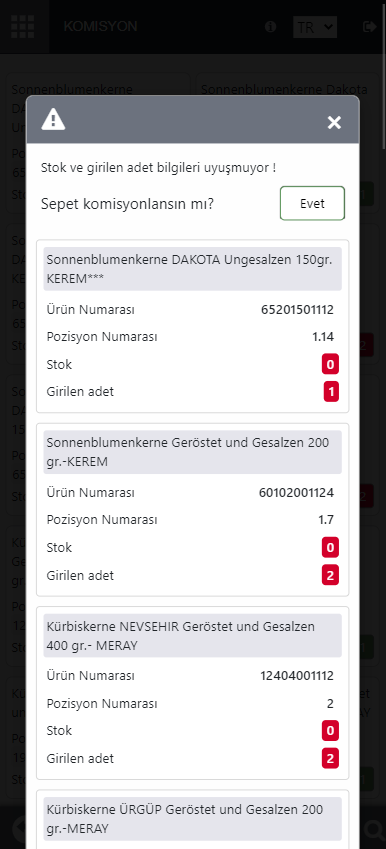 KOMİSYON
TR
Sonnenblumenkerne
Sonnenblumenkerne Dakota
Stok ve girilen adet bilgileri uyuşmuyor !
Sepet komisyonlansın mı?
Evet
Sonnenblumenkerne DAKOTA Ungesalzen 150gr.
KEREM***
Ürün Numarası
65201501112
Pozisyon Numarası
1.14
Stok
0
Girilen adet
1
Sonnenblumenkerne Geröstet und Gesalzen 200
gr.-KEREM
Ürün Numarası
60102001124
Pozisyon Numarası
1.7
Stok
0
Girilen adet
2
Kürbiskerne NEVSEHIR Geröstet und Gesalzen
400 gr.- MERAY
Ürün Numarası
12404001112
Pozisyon Numarası
2
Stok
0
Girilen adet
2
Kürbiskerne ÜRGÜP Geröstet und Gesalzen 200
gr.-MERAY